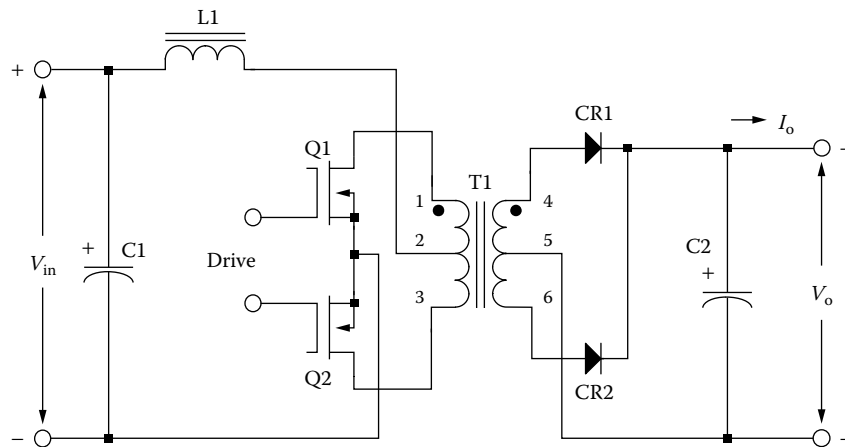 L1
+
CR1
I_o
Q1
T1
1
4
+
C1
2
5
C2
+
V_in
Drive
V_o
3
6
Q2
CR2
−